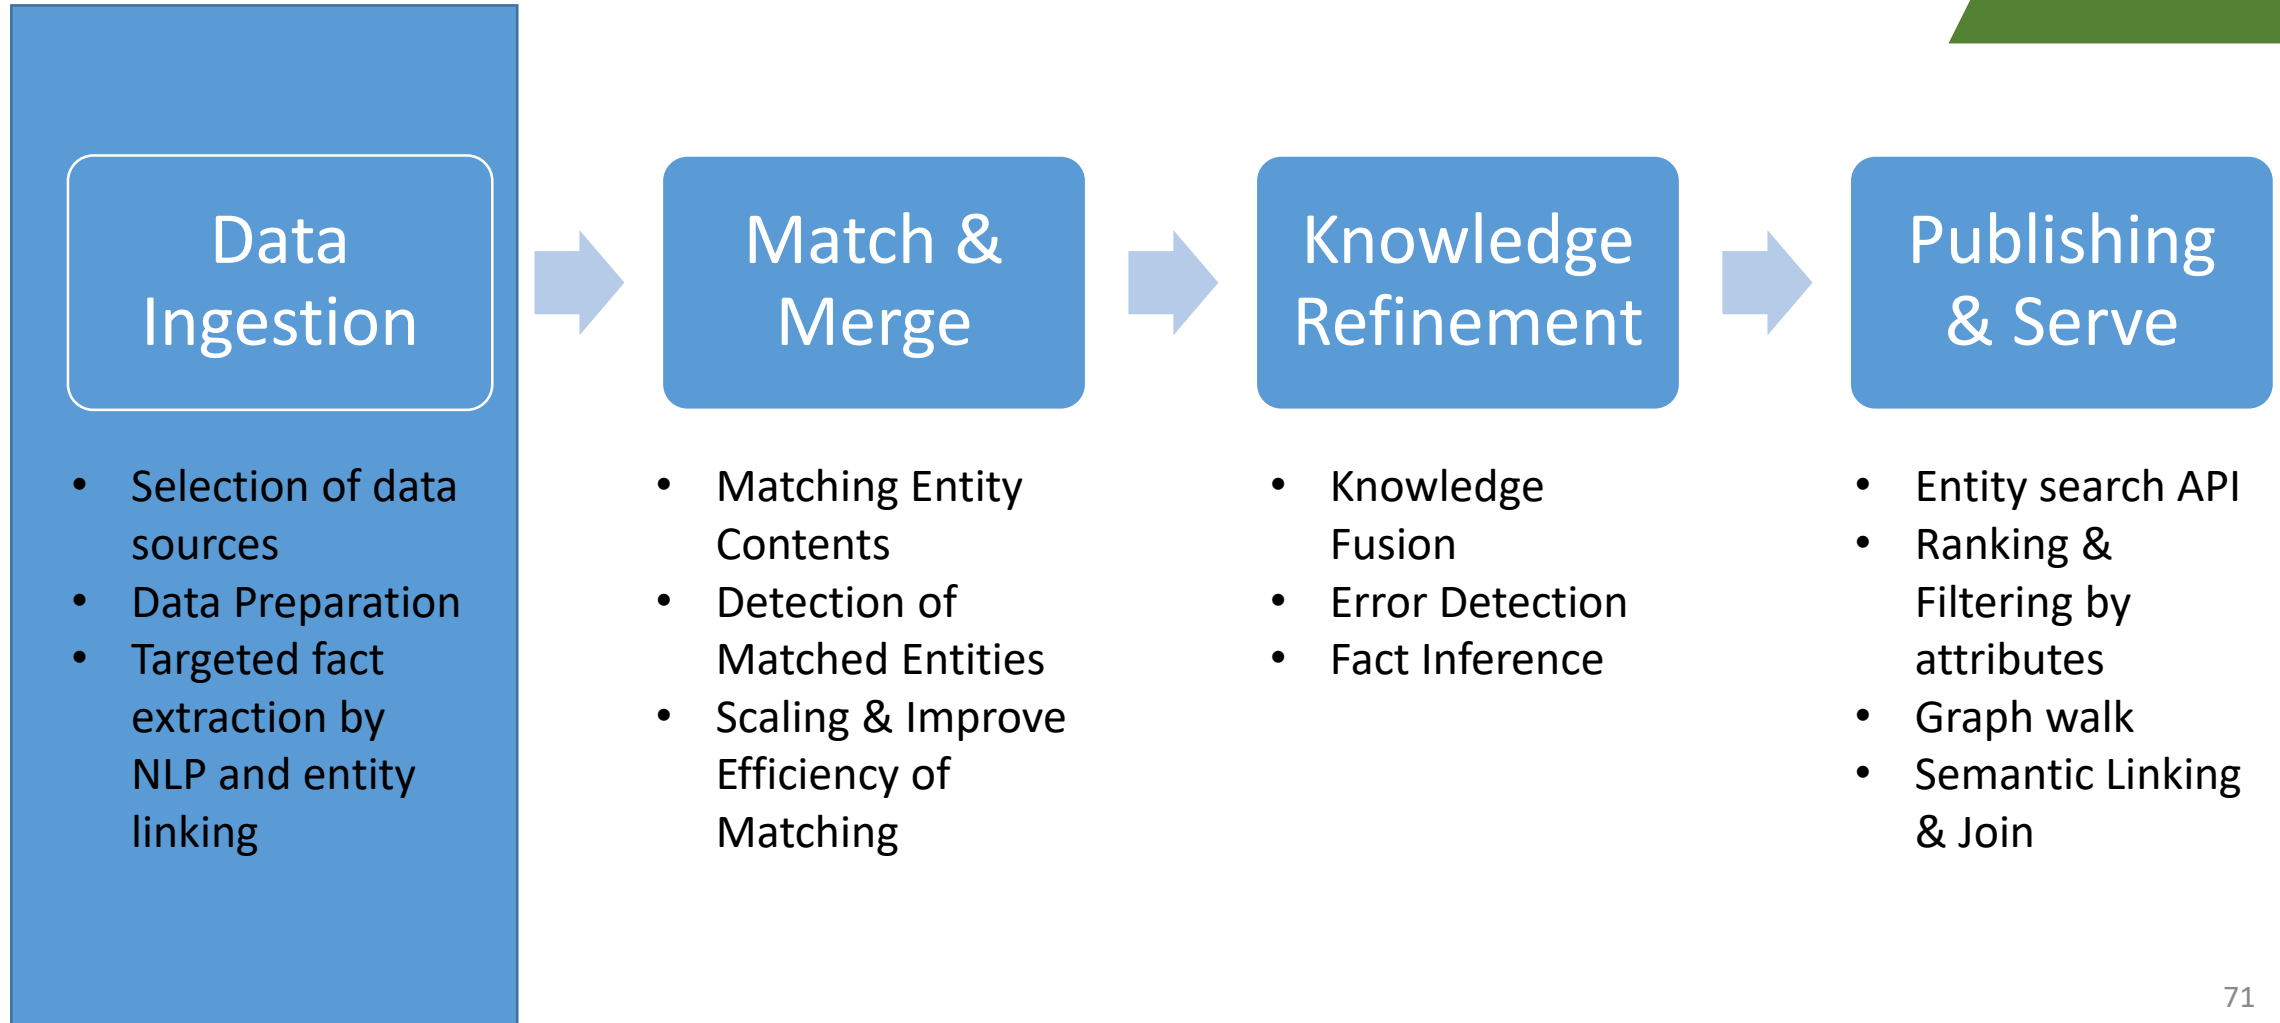 Data
Ingestion
• Selection of data
sources
• Data Preparation
• Targeted fact
extraction by
NLP and entity
linking
Match &
Merge
• Matching Entity
Contents
• Detection of
Matched Entities
• Scaling & Improve
Efficiency of
Matching
Knowledge
Refinement
• Knowledge
Fusion
• Error Detection
• Fact Inference
Publishing
& Serve
• Entity search API
• Ranking &
Filtering by
attributes
• Graph walk
• Semantic Linking
& Join
71